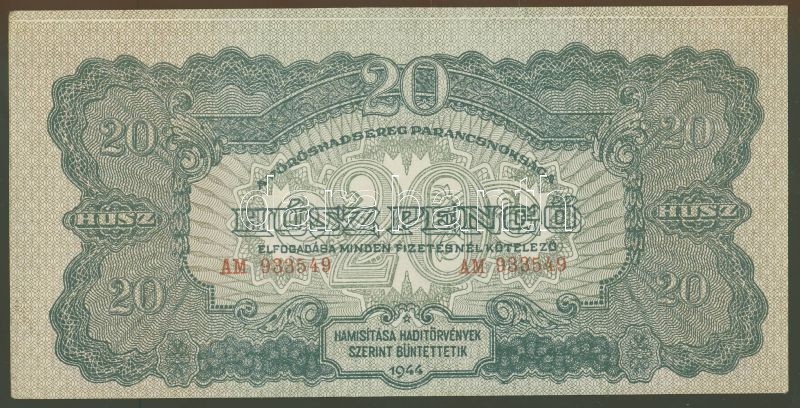 20
20 20
A VÖRÖSHADSEREG PARANCSNOKSÁGA
20
HÚSZ HÚSZ PENGŐ HÚSZ
ELFOGADÁSA MINDEN FIZETÉSNÉL KÖTELEZŐ
AM 933549 AM 933549
20 20
HAMISÍTÁSA HADITÖRVÉNYEK
SZERINT BÜNTETTETIK
1944